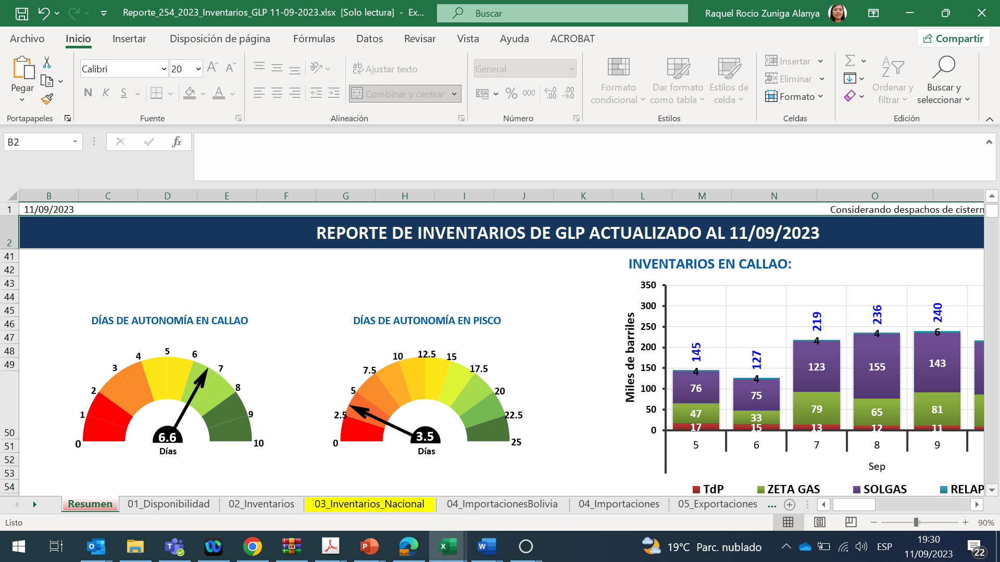 Reporte_254_2023_Inventarios_GLP 11-09-2023.xlsx [Solo lectura] - Ex...
Buscar
Raquel Rocio Zuniga Alanya
Archivo Inicio Insertar Disposición de página Fórmulas Datos Revisar Vista Ayuda ACROBAT
Compartir
Pegar
Portapapeles
Calibri 20
N K S
Fuente
Ajustar texto
Combinar y centrar
Alineación
General
% 000
Número
Formato condicional
Dar formato como tabla
Estilos de celda
Estilos
Insertar
Eliminar
Formato
Celdas
Ordenar y filtrar
Buscar y seleccionar
Edición
B2
fx
B C D E F G H I J K L M N O
1 11/09/2023 Considerando despachos de cistern
2 REPORTE DE INVENTARIOS DE GLP ACTUALIZADO AL 11/09/2023
41
42
43
44
45
46
47
48
49
50
51
52
53
54
DÍAS DE AUTONOMÍA EN CALLAO
0 1 2 3 4 5 6 7 8 9 10
6.6
Días
DÍAS DE AUTONOMÍA EN PISCO
0 2.5 5 7.5 10 12.5 15 17.5 20 22.5 25
3.5
Días
INVENTARIOS EN CALLAO:
Miles de barriles
350
300
250
200
150
100
50
0
145 4 76 47 17
127 4 75 33 15
219 4 123 79 13
236 4 155 65 12
240 6 143 81 11
5 6 7 8 9
Sep
TdP ZETA GAS SOLGAS RELAP
Resumen 01_Disponibilidad 02_Inventarios 03_Inventarios_Nacional 04_ImportacionesBolivia 04_Importaciones 05_Exportaciones ...
Listo
90%
19°C Parc. nublado
ESP
19:30
11/09/2023
22